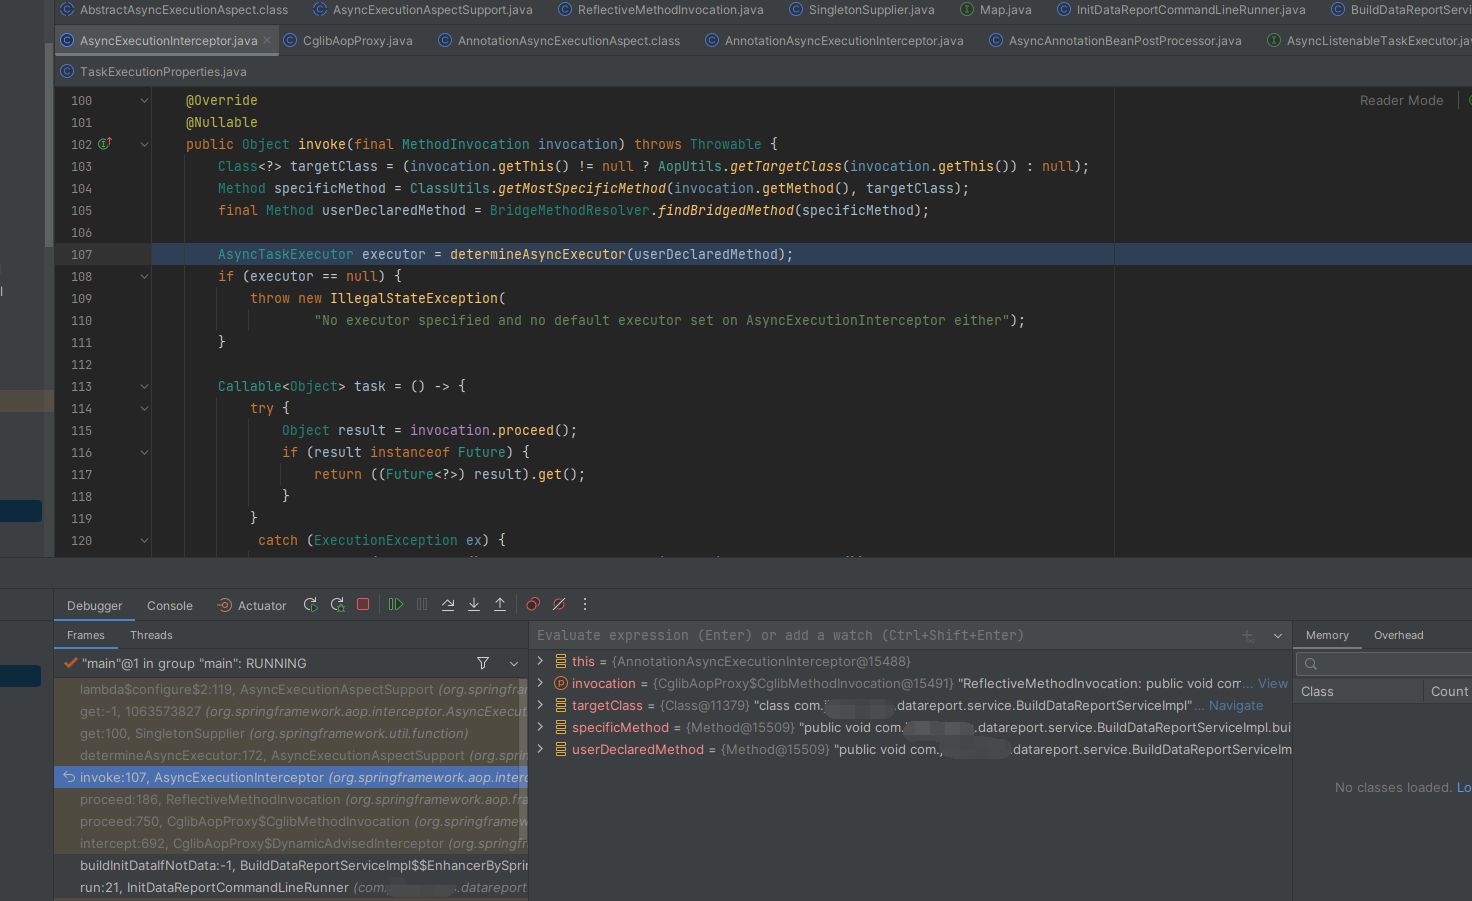 AbstractAsyncExecutionAspect.class AsyncExecutionAspectSupport.java ReflectiveMethodInvocation.java SingletonSupplier.java Map.java InitDataReportCommandLineRunner.java BuildDataReportServi
AsyncExecutionInterceptor.java CglibAopProxy.java AnnotationAsyncExecutionAspect.class AnnotationAsyncExecutionInterceptor.java AsyncAnnotationBeanPostProcessor.java AsyncListenableTaskExecutor.jav
TaskExecutionProperties.java
Reader Mode
100 @Override
101 @Nullable
102 public Object invoke(final MethodInvocation invocation) throws Throwable {
103 Class<?> targetClass = (invocation.getThis() != null ? AopUtils.getTargetClass(invocation.getThis()) : null);
104 Method specificMethod = ClassUtils.getMostSpecificMethod(invocation.getMethod(), targetClass);
105 final Method userDeclaredMethod = BridgeMethodResolver.findBridgedMethod(specificMethod);
106
107 AsyncTaskExecutor executor = determineAsyncExecutor(userDeclaredMethod);
108 if (executor == null) {
109 throw new IllegalStateException(
110 "No executor specified and no default executor set on AsyncExecutionInterceptor either");
111 }
112
113 Callable<Object> task = () -> {
114 try {
115 Object result = invocation.proceed();
116 if (result instanceof Future) {
117 return ((Future<?>) result).get();
118 }
119 }
120 catch (ExecutionException ex) {
Debugger Console Actuator
Frames Threads
"main"@1 in group "main": RUNNING
lambda$configure$2:119, AsyncExecutionAspectSupport (org.springfram
get:-1, 1063573827 (org.springframework.aop.interceptor.AsyncExecut
get:100, SingletonSupplier (org.springframework.util.function)
determineAsyncExecutor:172, AsyncExecutionAspectSupport (org.sprin
invoke:107, AsyncExecutionInterceptor (org.springframework.aop.interc
proceed:186, ReflectiveMethodInvocation (org.springframework.aop.fra
proceed:750, CglibAopProxy$CglibMethodInvocation (org.springframew
intercept:692, CglibAopProxy$DynamicAdvisedInterceptor (org.springfra
buildInitDataIfNotData:-1, BuildDataReportServiceImpl$$EnhancerBySprin
run:21, InitDataReportCommandLineRunner (com. .datareport.
Evaluate expression (Enter) or add a watch (Ctrl+Shift+Enter)
this = {AnnotationAsyncExecutionInterceptor@15488}
invocation = {CglibAopProxy$CglibMethodInvocation@15491} "ReflectiveMethodInvocation: public void com... View
targetClass = {Class@11379} "class com. .datareport.service.BuildDataReportServiceImpl"... Navigate
specificMethod = {Method@15509} "public void com. .datareport.service.BuildDataReportServiceImpl.bui
userDeclaredMethod = {Method@15509} "public void com. .datareport.service.BuildDataReportServiceIm
Memory Overhead
Class Count
No classes loaded. Lo